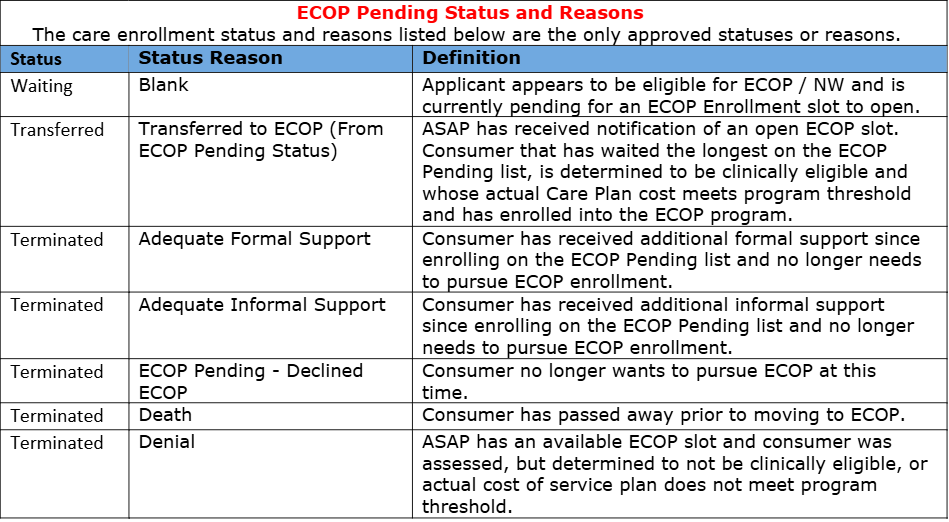 ECOP Pending Status and Reasons
The care enrollment status and reasons listed below are the only approved statuses or reasons.
Status Status Reason Definition
Waiting Blank Applicant appears to be eligible for ECOP / NW and is
currently pending for an ECOP Enrollment slot to open.
Transferred Transferred to ECOP (From ASAP has received notification of an open ECOP slot.
ECOP Pending Status) Consumer that has waited the longest on the ECOP
Pending list, is determined to be clinically eligible and
whose actual Care Plan cost meets program threshold
and has enrolled into the ECOP program.
Terminated Adequate Formal Support Consumer has received additional formal support since
enrolling on the ECOP Pending list and no longer needs
to pursue ECOP enrollment.
Terminated Adequate Informal Support Consumer has received additional informal support
since enrolling on the ECOP Pending list and no longer
needs to pursue ECOP enrollment.
Terminated ECOP Pending - Declined Consumer no longer wants to pursue ECOP at this
ECOP time.
Terminated Death Consumer has passed away prior to moving to ECOP.
Terminated Denial ASAP has an available ECOP slot and consumer was
assessed, but determined to not be clinically eligible, or
actual cost of service plan does not meet program
threshold.